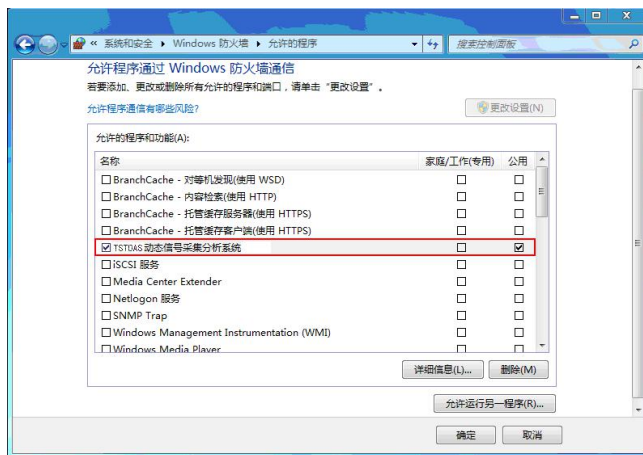 « 系统和安全 ▸ Windows 防火墙 ▸ 允许的程序
搜索控制面板
允许程序通过 Windows 防火墙通信
若要添加、更改或删除所有允许的程序和端口，请单击“更改设置”。
允许程序通信有哪些风险?
更改设置(N)
允许的程序和功能(A):
名称 家庭/工作(专用) 公用
BranchCache - 对等机发现(使用 WSD)
BranchCache - 内容检索(使用 HTTP)
BranchCache - 托管缓存服务器(使用 HTTPS)
BranchCache - 托管缓存客户端(使用 HTTPS)
TSTDAS 动态信号采集分析系统
iSCSI 服务
Media Center Extender
Netlogon 服务
SNMP Trap
Windows Management Instrumentation (WMI)
Windows Media Player
详细信息(L)... 删除(M)
允许运行另一程序(R)...
确定 取消